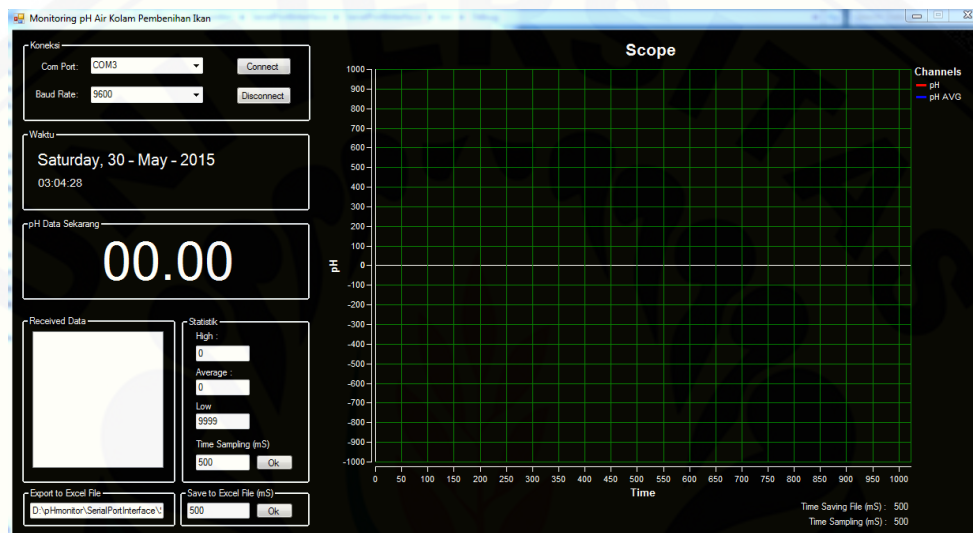 Monitoring pH Air Kolam Pembenihan Ikan
Koneksi
Com Port: COM3 Connect
Baud Rate: 9600 Disconnect
Waktu
Saturday, 30 - May - 2015
03:04:28
pH Data Sekarang
00.00
Received Data
Statistik
High :
0
Average :
0
Low
9999
Time Sampling (mS)
500 Ok
Export to Excel File
D:\pHmonitor\SerialPortInterface\
Save to Excel File (mS)
500 Ok
Scope
Channels
pH
pH AVG
1000
900
800
700
600
500
400
300
200
100
0
-100
-200
-300
-400
-500
-600
-700
-800
-900
-1000
pH
0 50 100 150 200 250 300 350 400 450 500 550 600 650 700 750 800 850 900 950 1000
Time
Time Saving File (mS) : 500
Time Sampling (mS) : 500